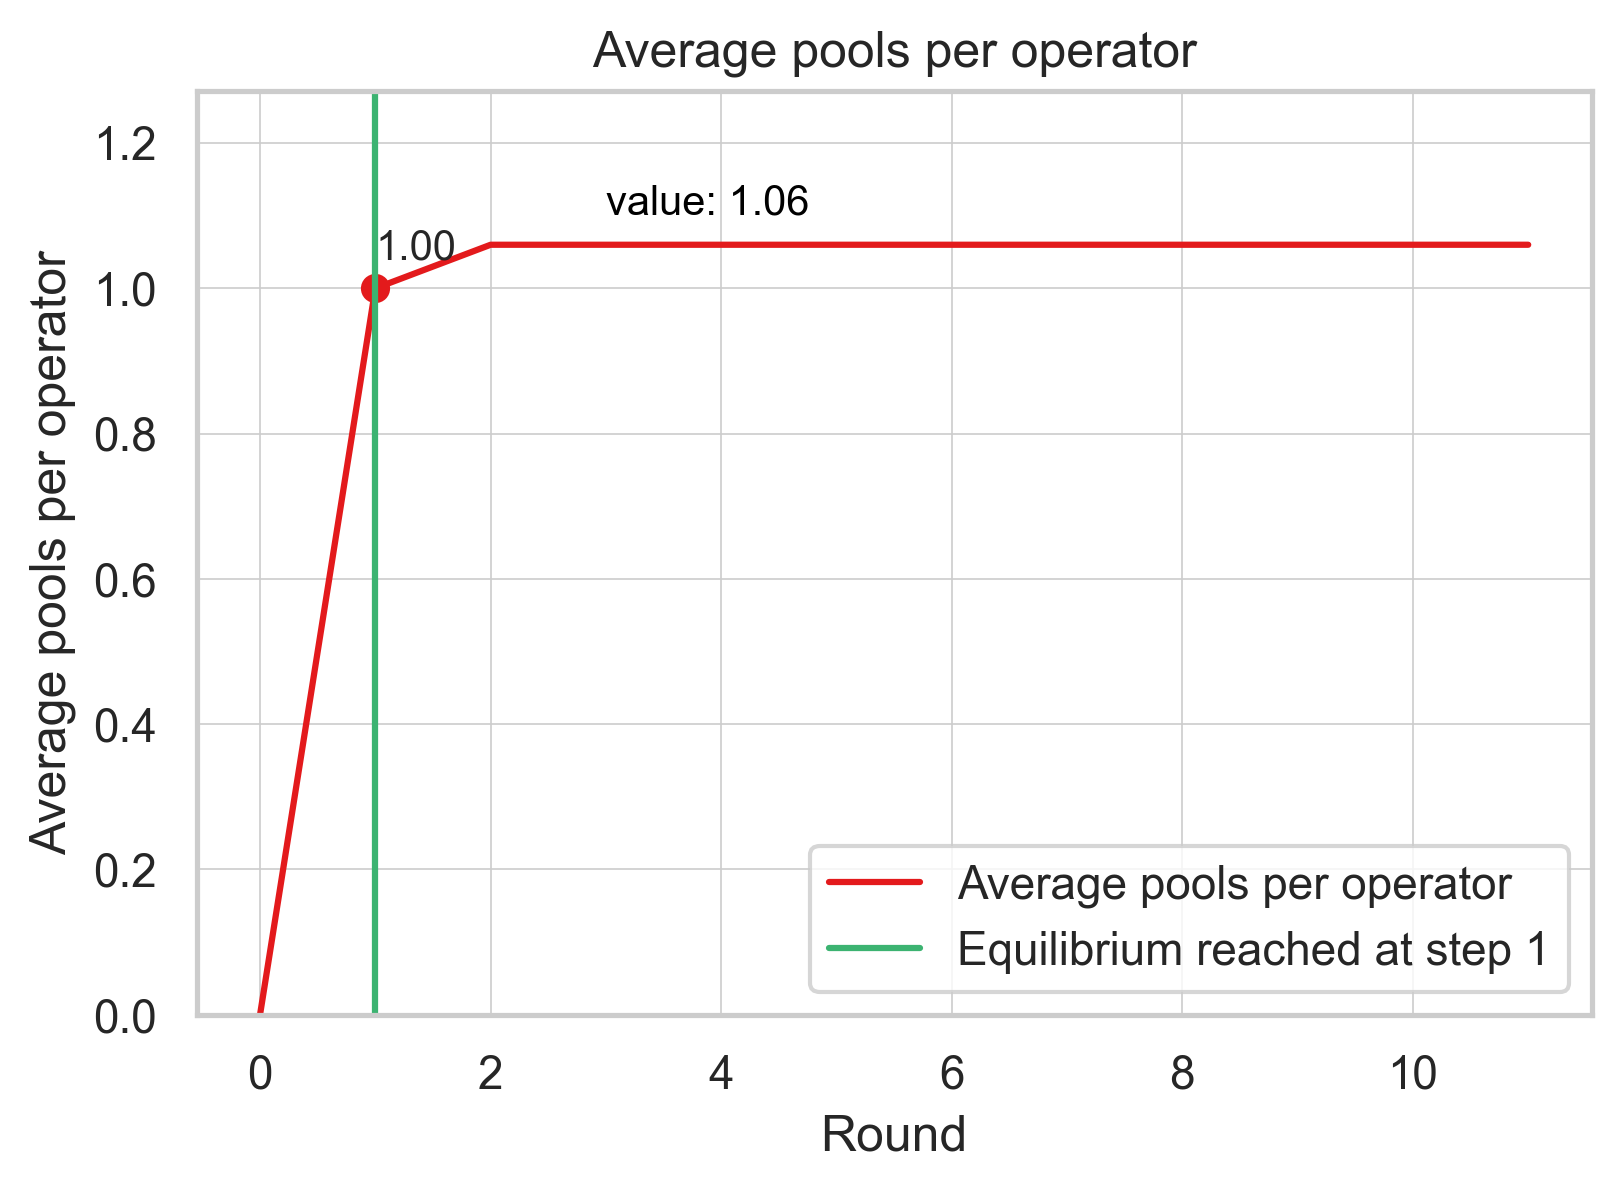 Average pools per operator
1.2
1.0
0.8
0.6
0.4
0.2
0.0
Average pools per operator
value: 1.06
1.00
Average pools per operator
Equilibrium reached at step 1
0 2 4 6 8 10
Round